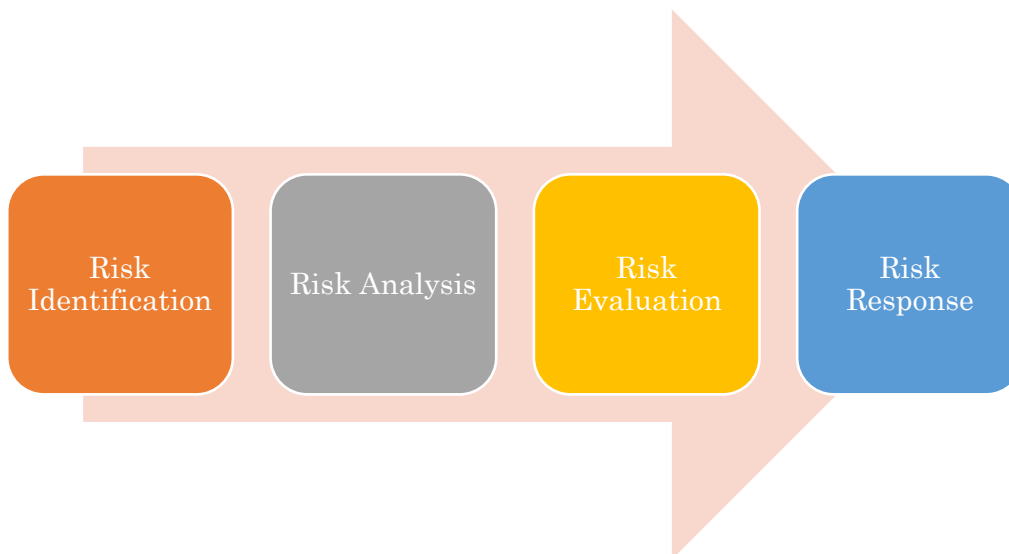 Risk
Identification
Risk Analysis
Risk
Evaluation
Risk
Response